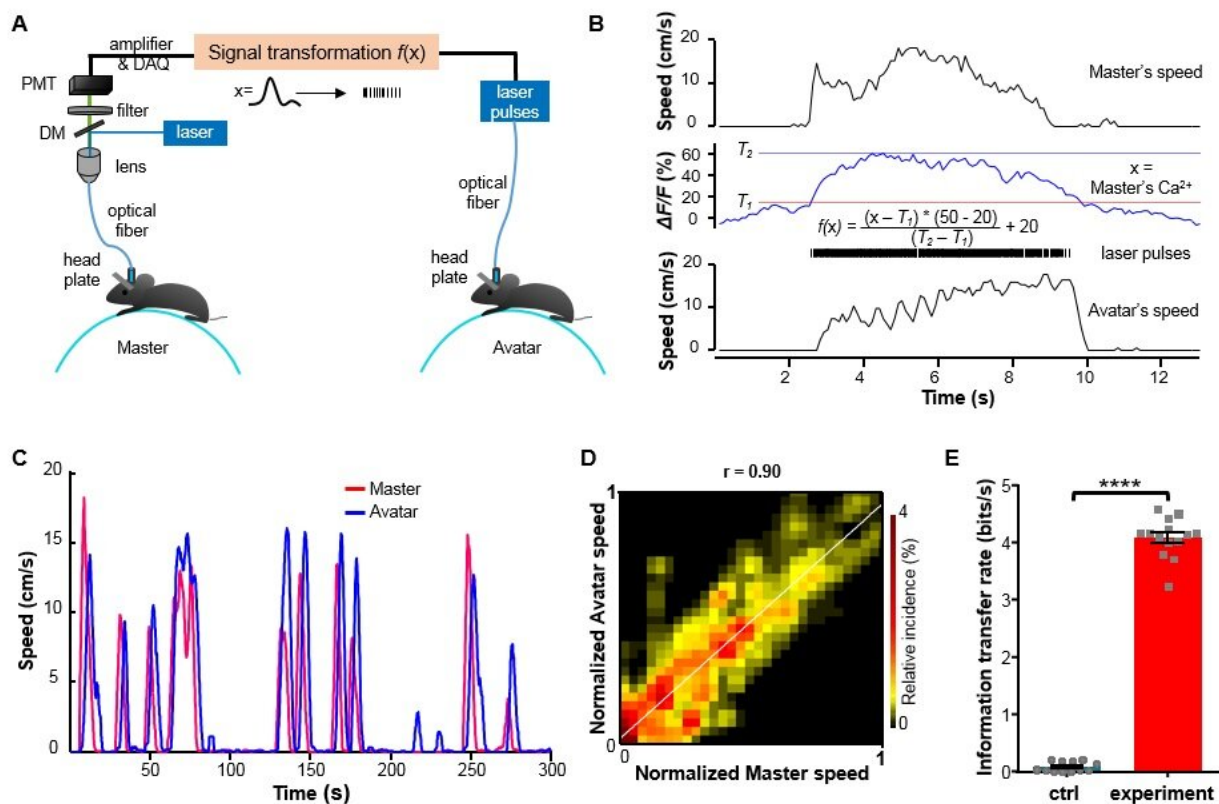 A
amplifier
& DAQ
Signal transformation f(x)
PMT
x=
filter
laser
pulses
DM
laser
lens
optical
fiber
optical
fiber
head
plate
head
plate
Master
Avatar
B
Speed (cm/s)
20
10
0
Master's speed
ΔF/F (%)
T2
60
40
20
0
T1
x =
Master's Ca2+
f(x) = (x – T1) * (50 - 20)
(T2 – T1)
+ 20
laser pulses
Speed (cm/s)
20
10
0
Avatar's speed
2 4 6 8 10 12
Time (s)
C
Speed (cm/s)
20
15
10
5
0
Master
Avatar
50 100 150 200 250 300
Time (s)
D
r = 0.90
Normalized Avatar speed
1
0
0 1
Normalized Master speed
4
Relative incidence (%)
0
E
Information transfer rate (bits/s)
5
4
3
2
1
0
****
ctrl experiment